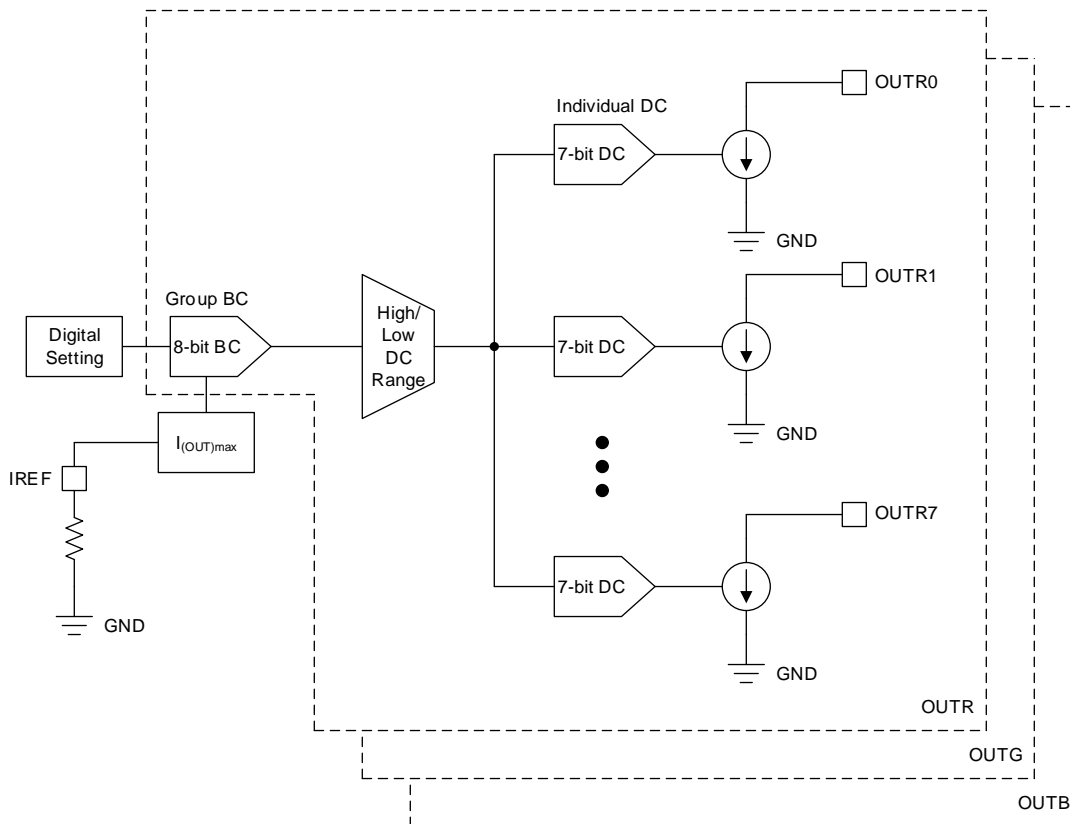 OUTR0
Individual DC
7-bit DC
GND
OUTR1
Group BC
High/
Low
DC
Range
Digital
Setting
8-bit BC
7-bit DC
GND
I(OUT)max
IREF
OUTR7
7-bit DC
GND
GND
OUTR
OUTG
OUTB